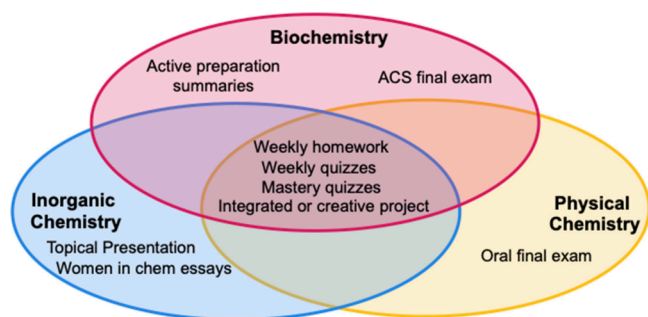 Biochemistry
Active preparation
summaries
ACS final exam
Weekly homework
Weekly quizzes
Mastery quizzes
Integrated or creative project
Inorganic
Chemistry
Topical Presentation
Women in chem essays
Physical
Chemistry
Oral final exam